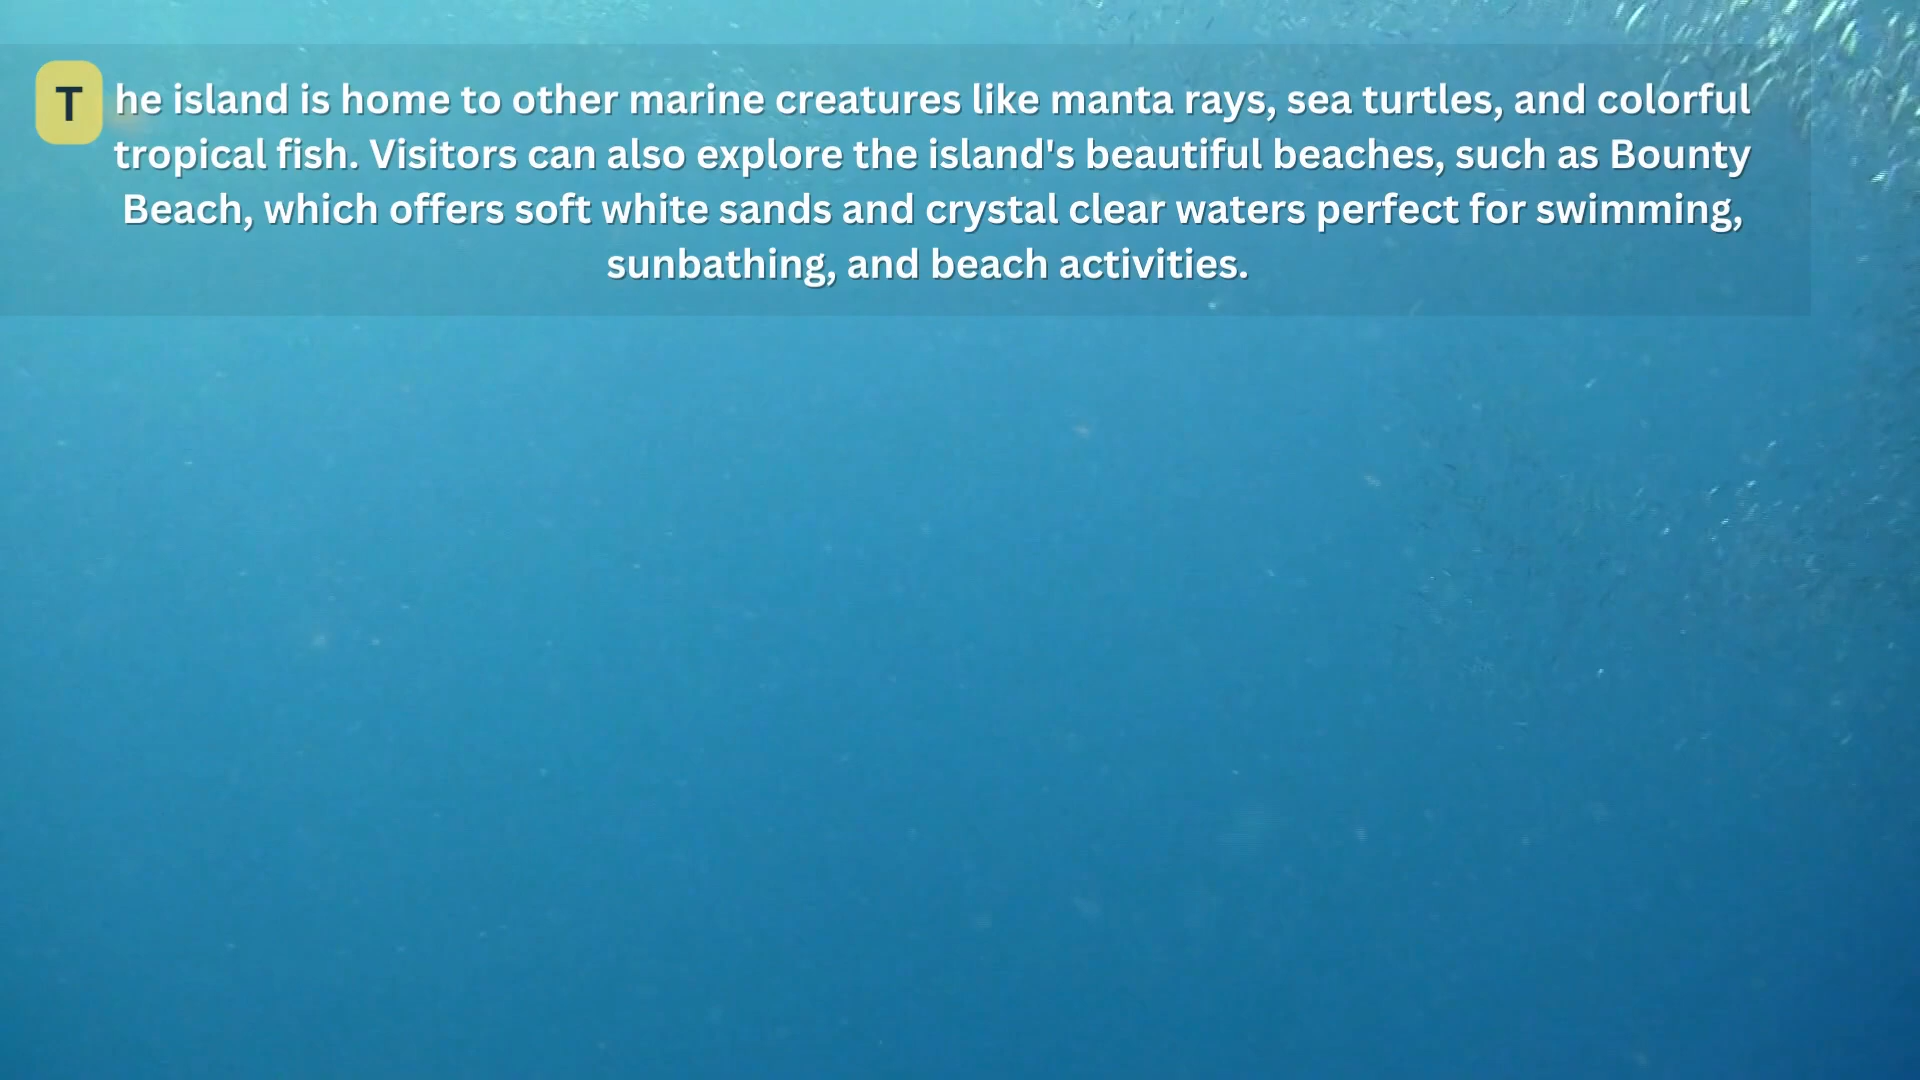 The island is home to other marine creatures like manta rays, sea turtles, and colorful
tropical fish. Visitors can also explore the island's beautiful beaches, such as Bounty
Beach, which offers soft white sands and crystal clear waters perfect for swimming,
sunbathing, and beach activities.